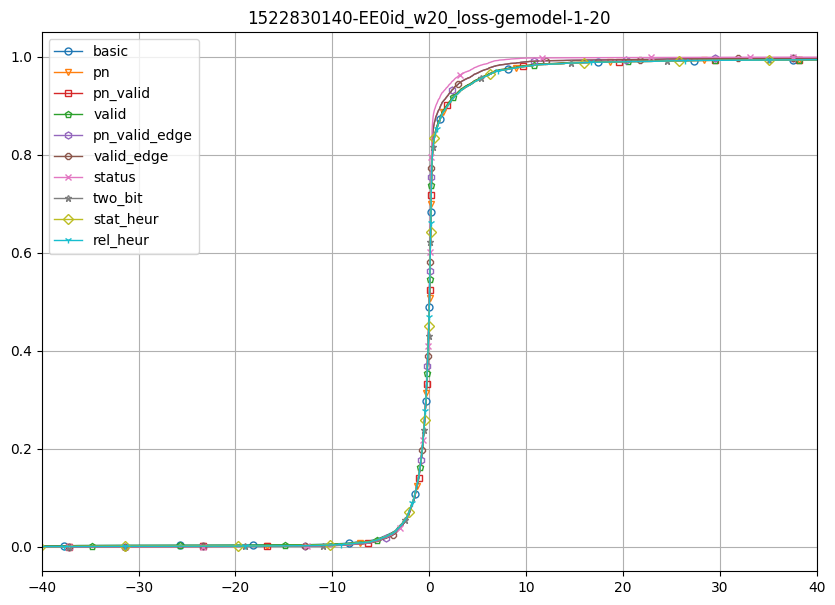 1522830140-EE0id_w20_loss-gemodel-1-20
basic
pn
pn_valid
valid
pn_valid_edge
valid_edge
status
two_bit
stat_heur
rel_heur
1.0
0.8
0.6
0.4
0.2
0.0
−40 −30 −20 −10 0 10 20 30 40